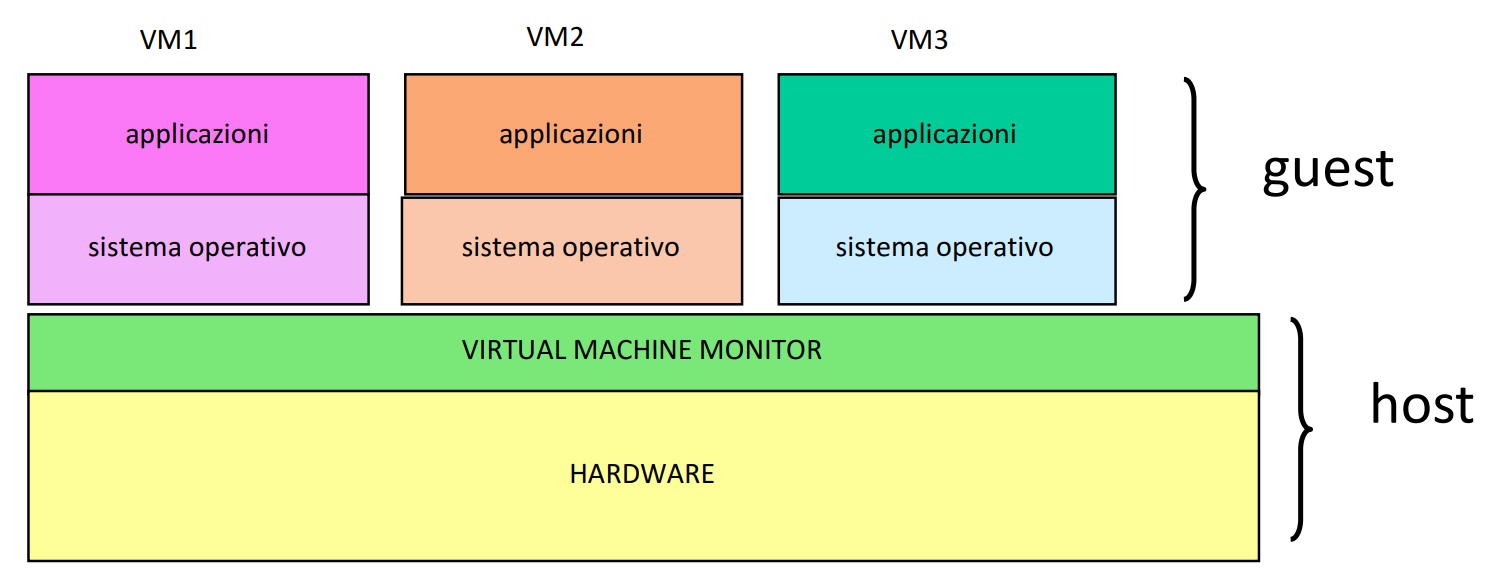 VM1
VM2
VM3
applicazioni
applicazioni
applicazioni
guest
sistema operativo
sistema operativo
sistema operativo
VIRTUAL MACHINE MONITOR
host
HARDWARE